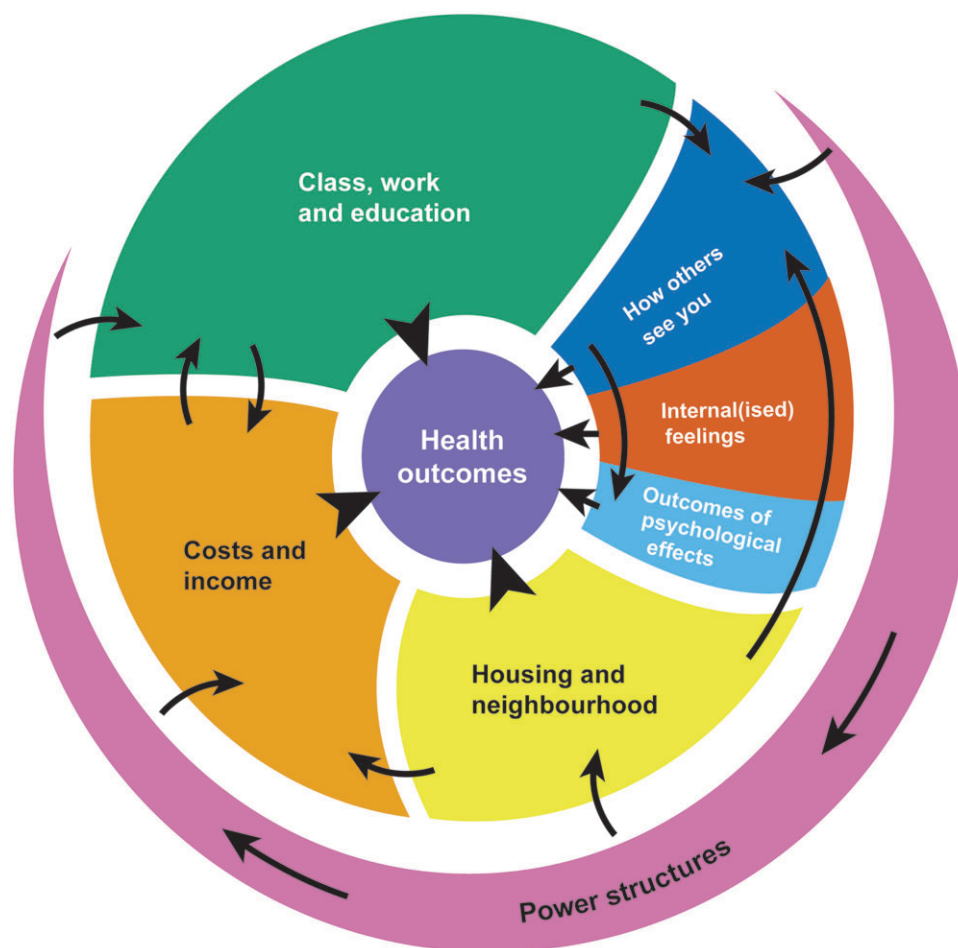 Class, work
and education
How others
see you
Internal(ised)
feelings
Outcomes of
psychological
effects
Health
outcomes
Costs and
income
Housing and
neighbourhood
Power structures